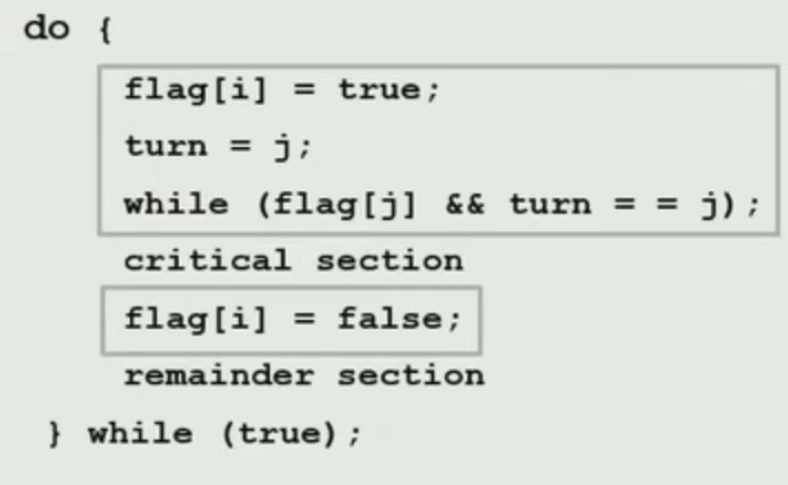 do {
flag[i] = true;
turn = j;
while (flag[j] && turn = = j);
critical section
flag[i] = false;
remainder section
} while (true);